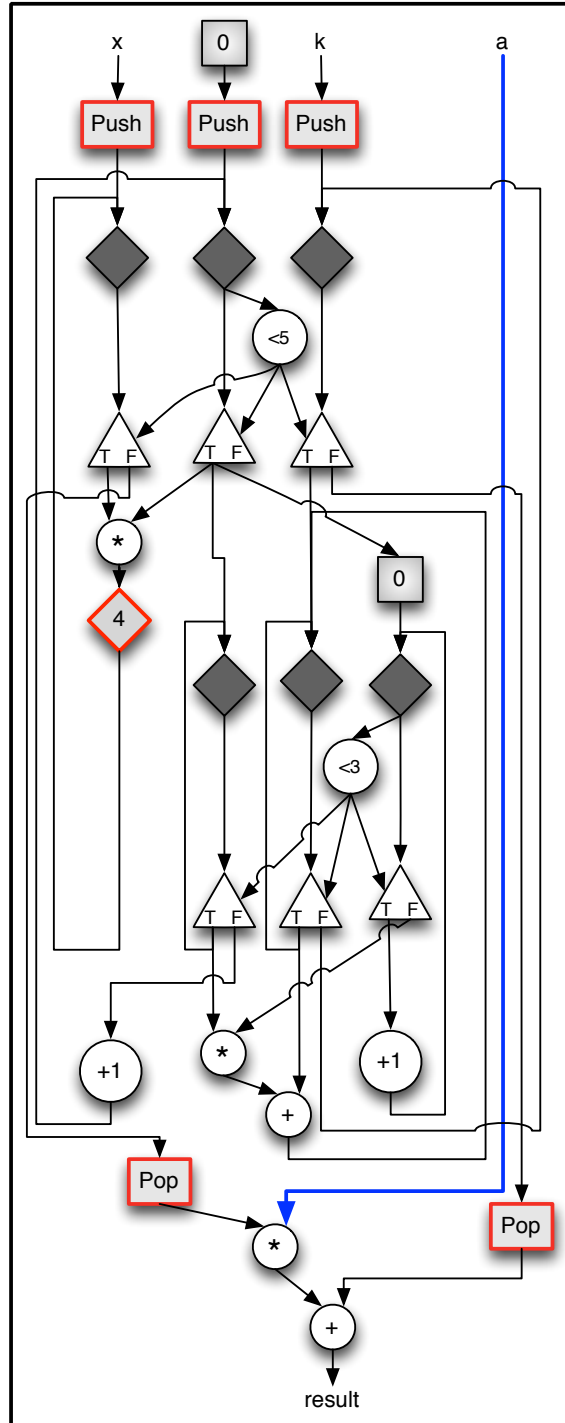 x 0 k a
Push Push Push
<5
T F T F T F
*
0
4
<3
T F T F T F
*
+1 +1
+
Pop
Pop
*
+
result